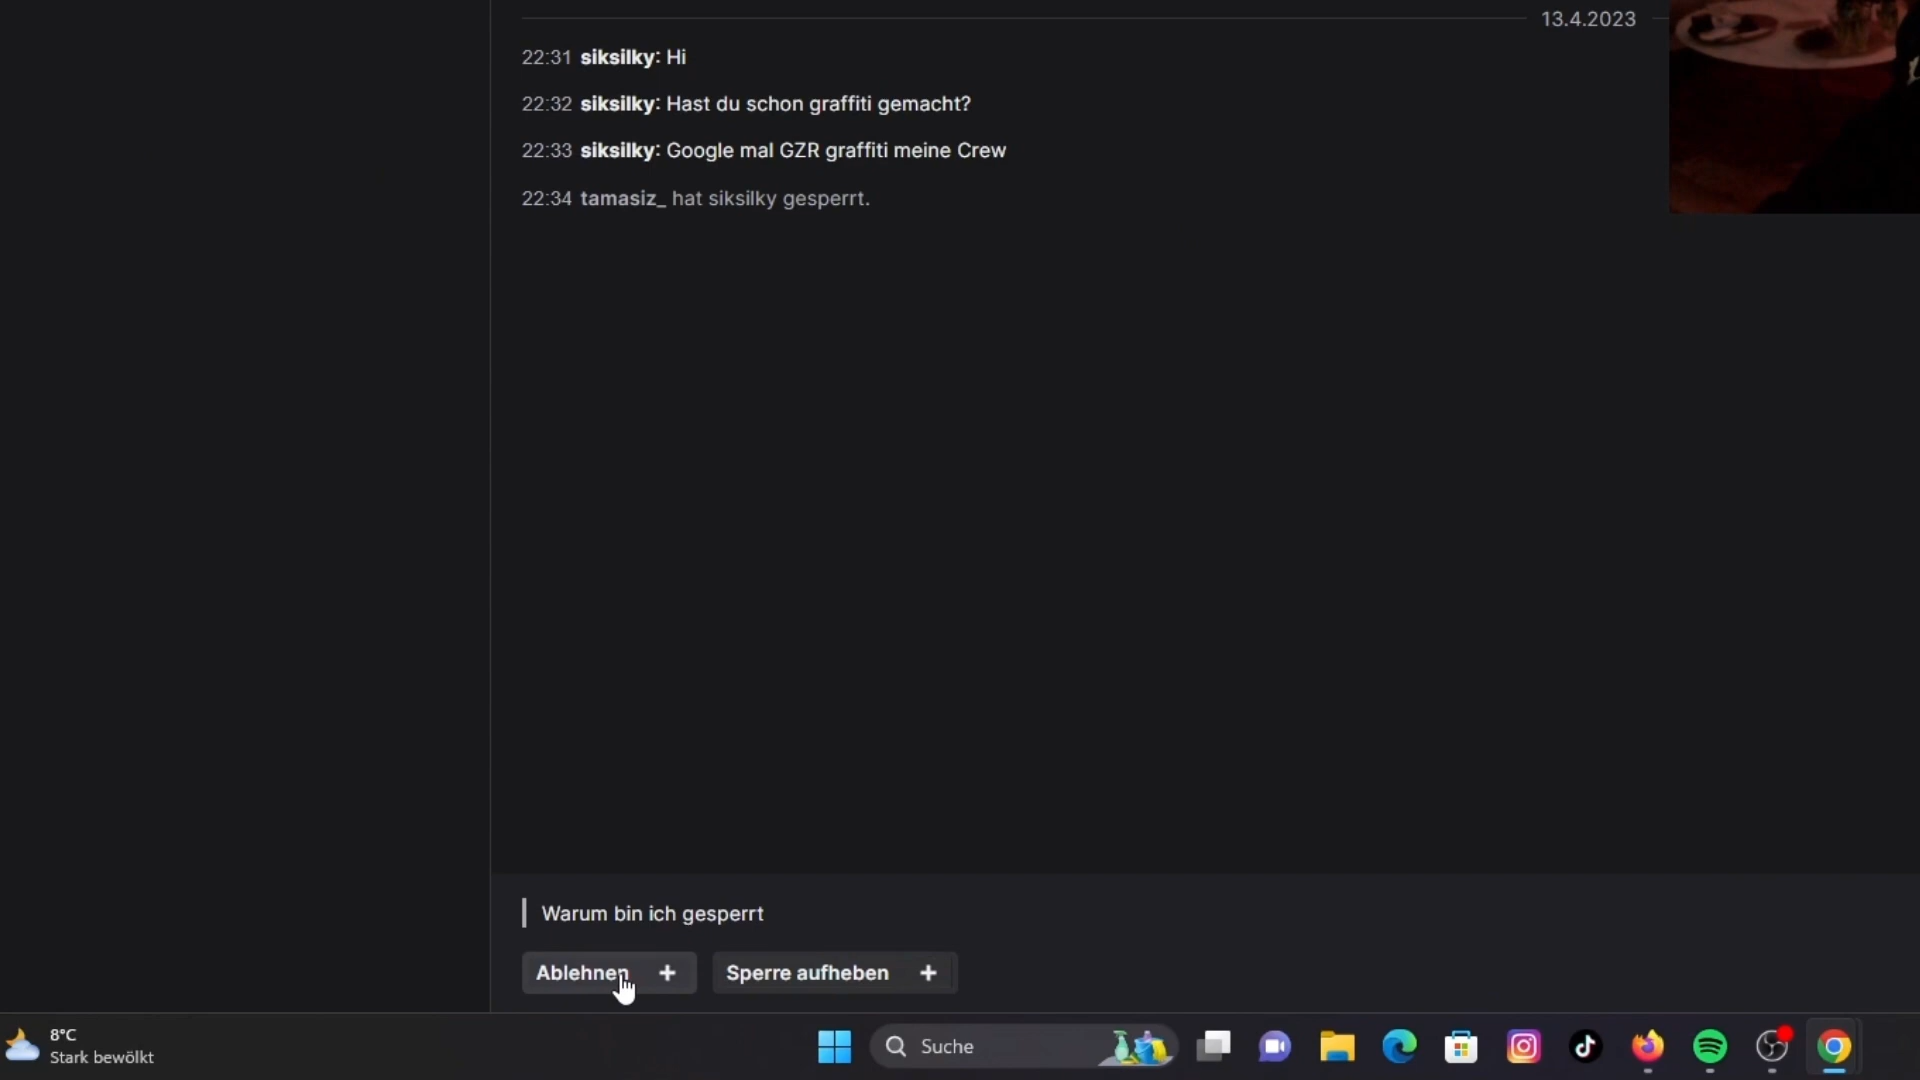 13.4.2023
22:31 siksilky: Hi
22:32 siksilky: Hast du schon graffiti gemacht?
22:33 siksilky: Google mal GZR graffiti meine Crew
22:34 tamasiz_ hat siksilky gesperrt.
Warum bin ich gesperrt
Ablehnen +
Sperre aufheben +
8°C
Stark bewölkt
Suche